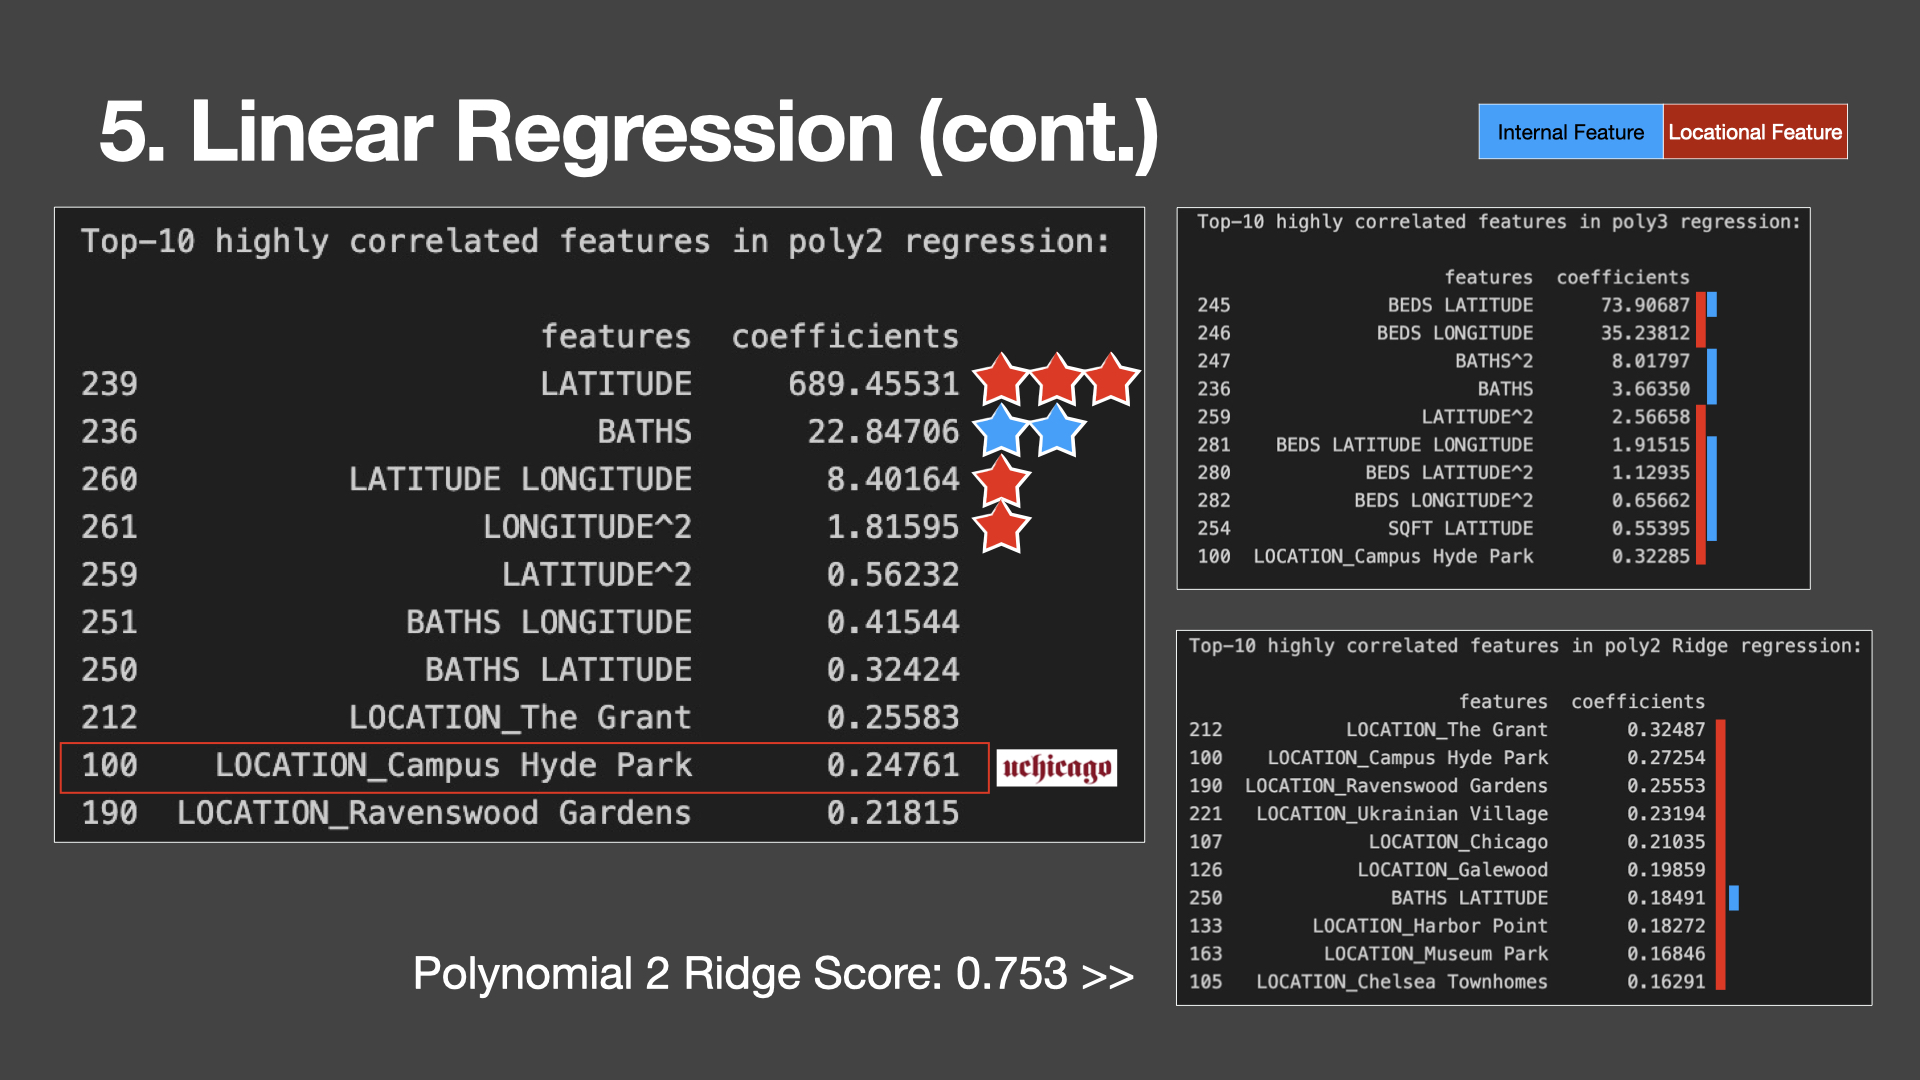 5. Linear Regression (cont.)
Internal Feature Locational Feature
Top-10 highly correlated features in poly2 regression:
features coefficients
239 LATITUDE 689.45531
236 BATHS 22.84706
260 LATITUDE LONGITUDE 8.40164
261 LONGITUDE^2 1.81595
259 LATITUDE^2 0.56232
251 BATHS LONGITUDE 0.41544
250 BATHS LATITUDE 0.32424
212 LOCATION_The Grant 0.25583
100 LOCATION_Campus Hyde Park 0.24761 uchicago
190 LOCATION_Ravenswood Gardens 0.21815
Top-10 highly correlated features in poly3 regression:
features coefficients
245 BEDS LATITUDE 73.90687
246 BEDS LONGITUDE 35.23812
247 BATHS^2 8.01797
236 BATHS 3.66350
259 LATITUDE^2 2.56658
281 BEDS LATITUDE LONGITUDE 1.91515
280 BEDS LATITUDE^2 1.12935
282 BEDS LONGITUDE^2 0.65662
254 SQFT LATITUDE 0.55395
100 LOCATION_Campus Hyde Park 0.32285
Top-10 highly correlated features in poly2 Ridge regression:
features coefficients
212 LOCATION_The Grant 0.32487
100 LOCATION_Campus Hyde Park 0.27254
190 LOCATION_Ravenswood Gardens 0.25553
221 LOCATION_Ukrainian Village 0.23194
107 LOCATION_Chicago 0.21035
126 LOCATION_Galewood 0.19859
250 BATHS LATITUDE 0.18491
133 LOCATION_Harbor Point 0.18272
163 LOCATION_Museum Park 0.16846
105 LOCATION_Chelsea Townhomes 0.16291
Polynomial 2 Ridge Score: 0.753 >>